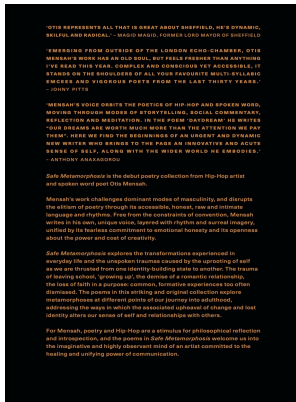 'OTIS REPRESENTS ALL THAT IS GREAT ABOUT SHEFFIELD, HE'S DYNAMIC,
SKILFUL AND RADICAL.' – MAGID MAGID, FORMER LORD MAYOR OF SHEFFIELD
'EMERGING FROM OUTSIDE OF THE LONDON ECHO-CHAMBER, OTIS
MENSAH'S WORK HAS AN OLD SOUL, BUT FEELS FRESHER THAN ANYTHING
I'VE READ THIS YEAR. COMPLEX AND CONSCIOUS YET ACCESSIBLE, IT
STANDS ON THE SHOULDERS OF ALL YOUR FAVOURITE MULTI-SYLLABIC
EMCEES AND VIGOROUS POETS FROM THE LAST THIRTY YEARS.'
– JOHNY PITTS
'MENSAH'S VOICE ORBITS THE POETICS OF HIP-HOP AND SPOKEN WORD,
MOVING THROUGH MODES OF STORYTELLING, SOCIAL COMMENTARY,
REFLECTION AND MEDITATION. IN THE POEM 'DAYDREAM' HE WRITES
"OUR DREAMS ARE WORTH MUCH MORE THAN THE ATTENTION WE PAY
THEM". HERE WE FIND THE BEGINNINGS OF AN URGENT AND DYNAMIC
NEW WRITER WHO BRINGS TO THE PAGE AN INNOVATIVE AND ACUTE
SENSE OF SELF, ALONG WITH THE WIDER WORLD HE EMBODIES.'
– ANTHONY ANAXAGOROU
Safe Metamorphosis is the debut poetry collection from Hip-Hop artist
and spoken word poet Otis Mensah.
Mensah's work challenges dominant modes of masculinity, and disrupts
the elitism of poetry through its accessible, honest, raw and intimate
language and rhythms. Free from the constraints of convention, Mensah
writes in his own, unique voice, layered with rhythm and surreal imagery,
unified by its fearless commitment to emotional honesty and its openness
about the power and cost of creativity.
Safe Metamorphosis explores the transformations experienced in
everyday life and the unspoken traumas caused by the uprooting of self
as we are thrusted from one identity-building state to another. The trauma
of leaving school, 'growing up', the demise of a romantic relationship,
the loss of faith in a purpose: common, formative experiences too often
dismissed. The poems in this striking and original collection explore
metamorphoses at different points of our journey into adulthood,
addressing the ways in which the associated upheaval of change and lost
identity alters our sense of self and relationships with others.
For Mensah, poetry and Hip-Hop are a stimulus for philosophical reflection
and introspection, and the poems in Safe Metamorphosis welcome us into
the imaginative and highly observant mind of an artist committed to the
healing and unifying power of communication.